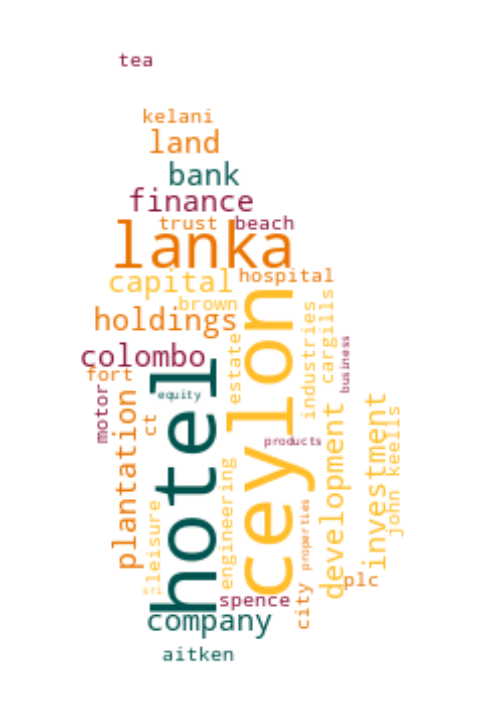 tea
kelani
land
bank
finance
trust
beach
lanka
capital
hospital
brown
holdings
colombo
fort
estate
industries
cargills
business
motor
plantation
ct
equity
hotel
ceylon
products
development
investment
john keells
leisure
engineering
properties
plc
city
spence
company
aitken